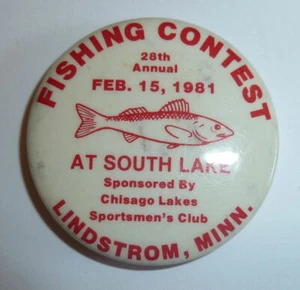 FISHING CONTEST
28th
Annual
FEB. 15, 1981
AT SOUTH LAKE
Sponsored By
Chisago Lakes
Sportsmen's Club
LINDSTROM, MINN.